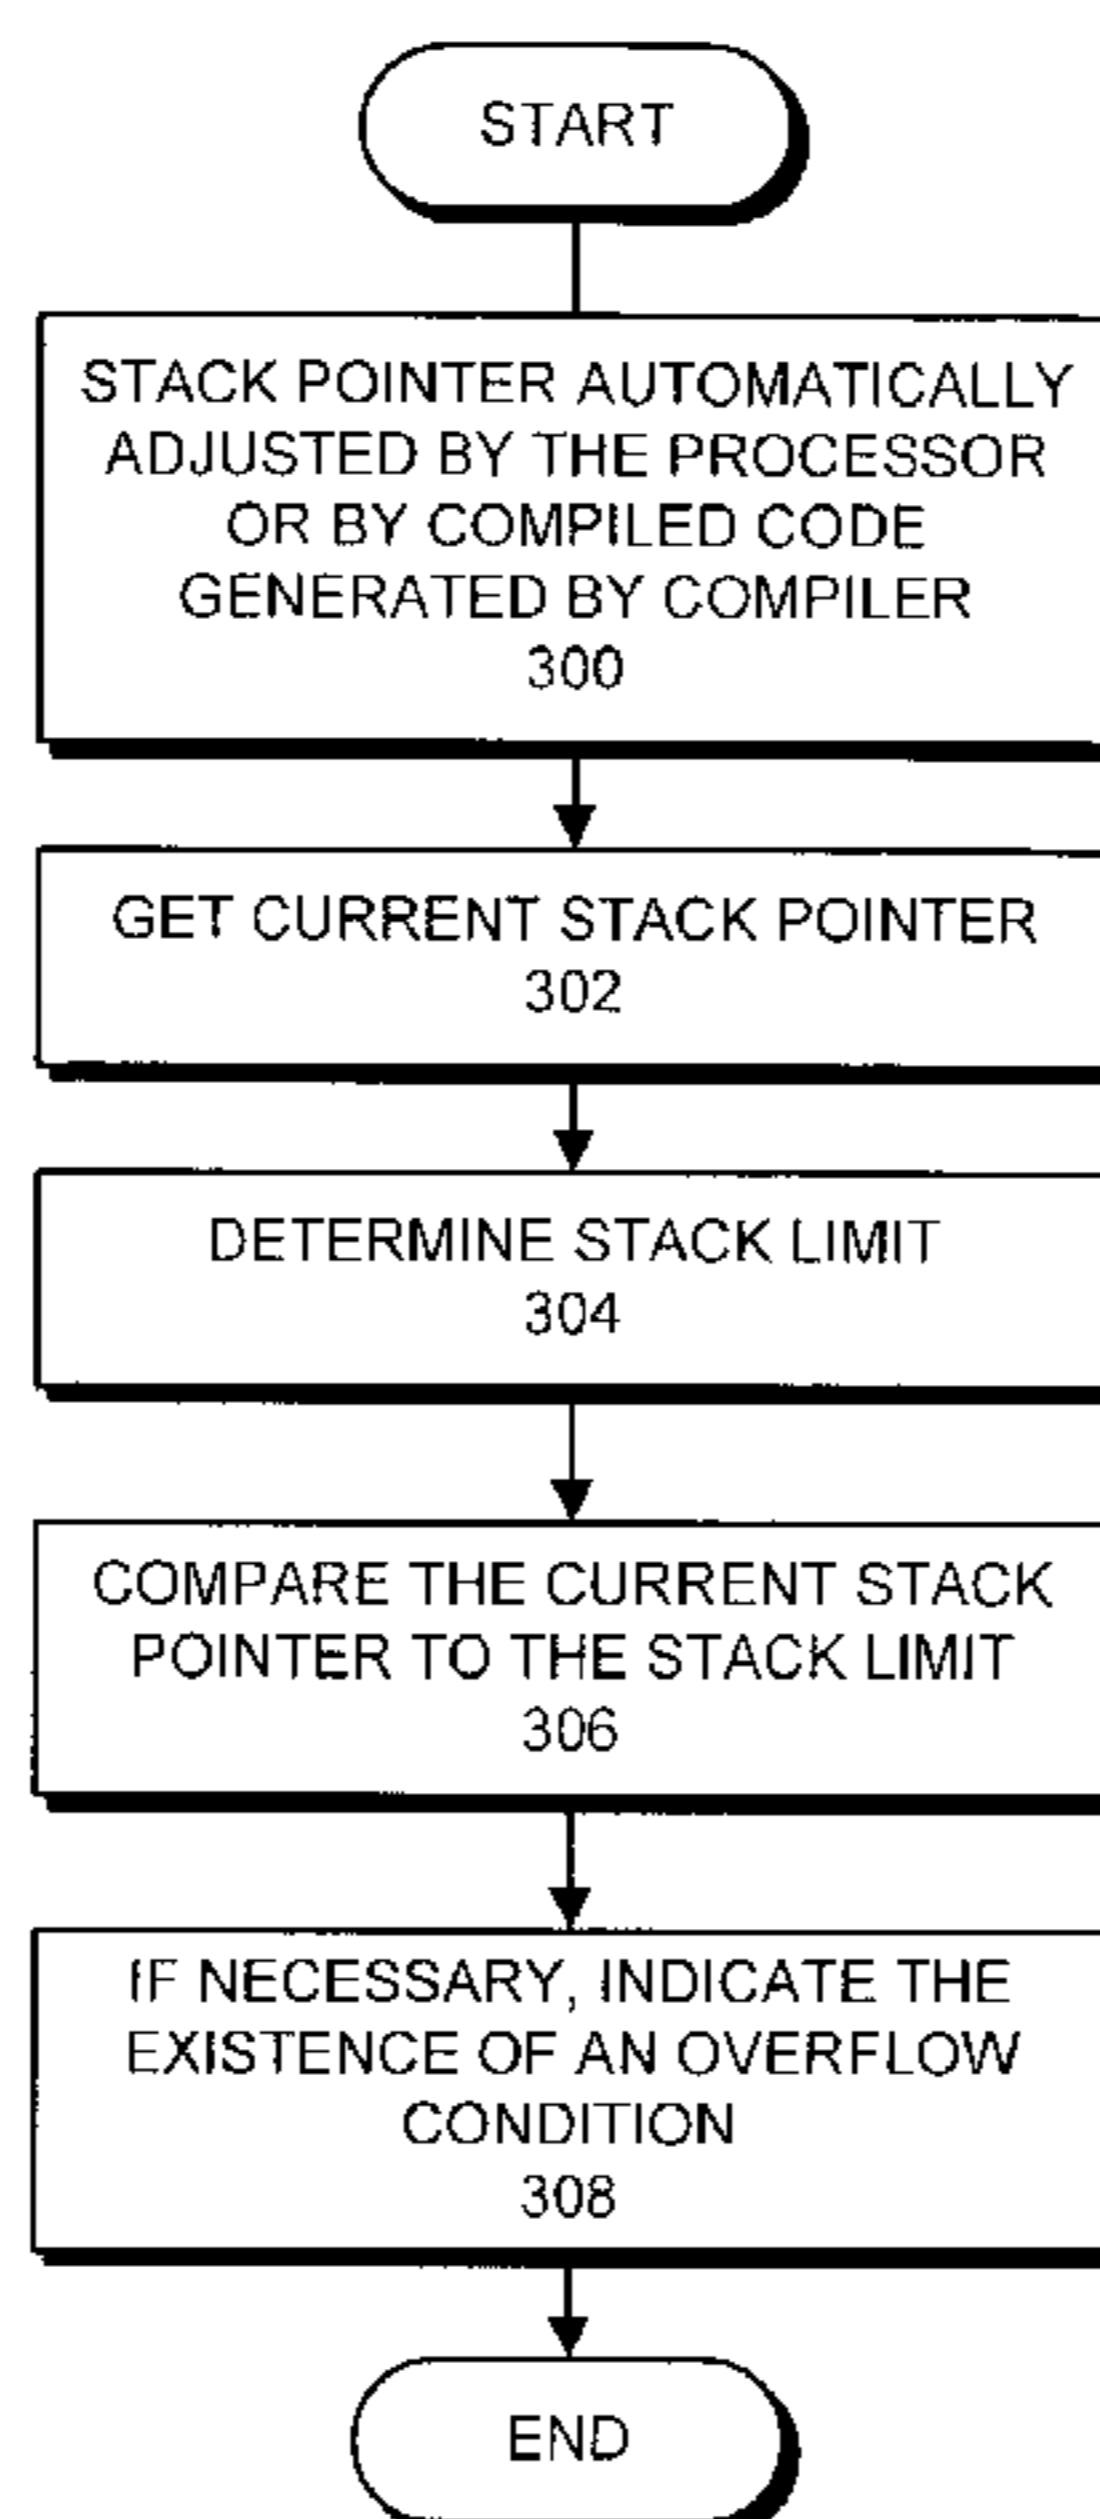 START
STACK POINTER AUTOMATICALLY
ADJUSTED BY THE PROCESSOR
OR BY COMPILED CODE
GENERATED BY COMPILER
300
GET CURRENT STACK POINTER
302
DETERMINE STACK LIMIT
304
COMPARE THE CURRENT STACK
POINTER TO THE STACK LIMIT
306
IF NECESSARY, INDICATE THE
EXISTENCE OF AN OVERFLOW
CONDITION
308
END